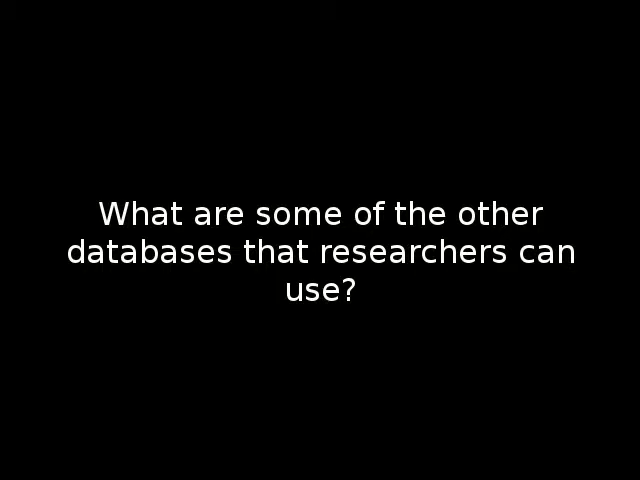 What are some of the other
databases that researchers can
use?